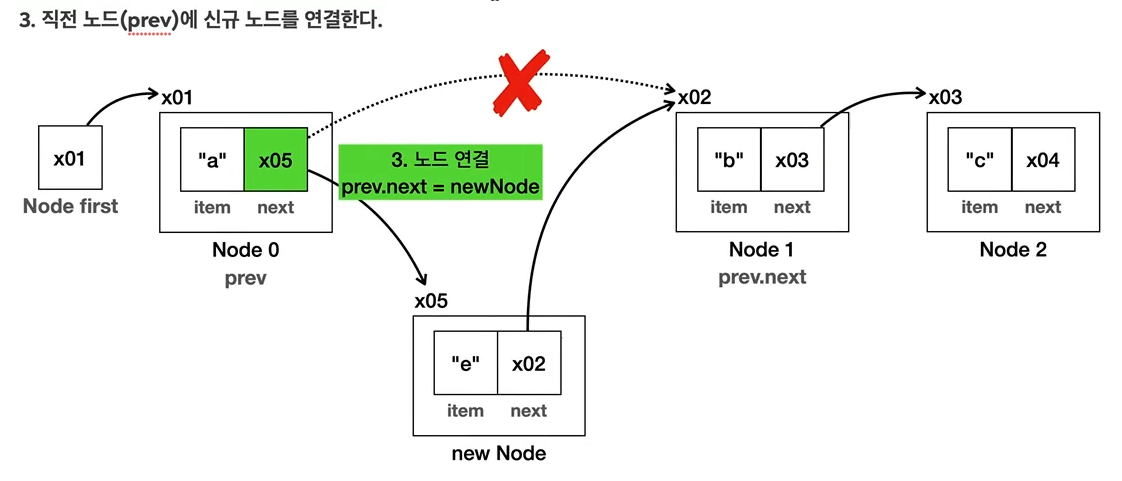 3. 직전 노드(prev)에 신규 노드를 연결한다.
x01
x02
x03
x01
Node first
"a"
x05
item
next
Node 0
prev
3. 노드 연결
prev.next = newNode
"b"
x03
item
next
Node 1
prev.next
"c"
x04
item
next
Node 2
x05
"e"
x02
item
next
new Node